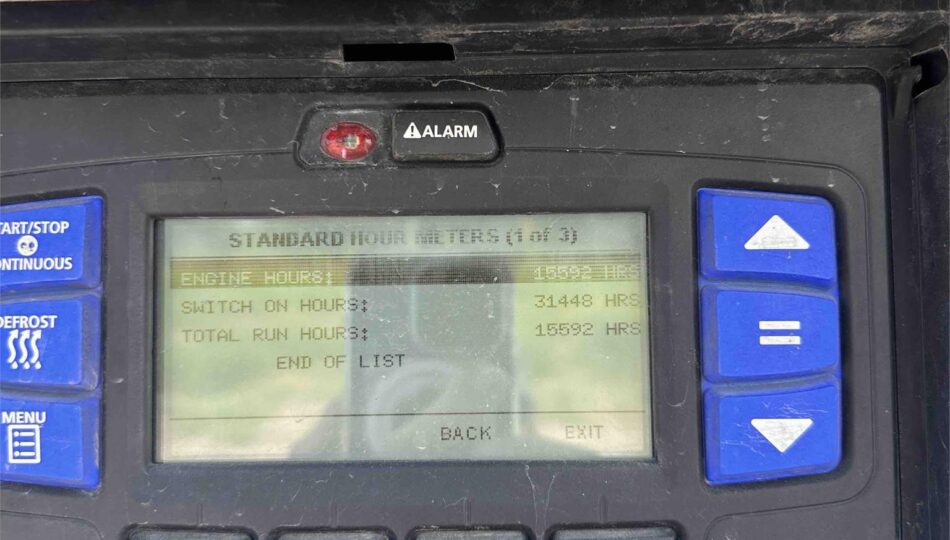 ALARM
START/STOP
CONTINUOUS
DEFROST
MENU
STANDARD HOUR METERS (1 of 3)
ENGINE HOURS: 15592 HRS
SWITCH ON HOURS: 31448 HRS
TOTAL RUN HOURS: 15592 HRS
END OF LIST
BACK EXIT